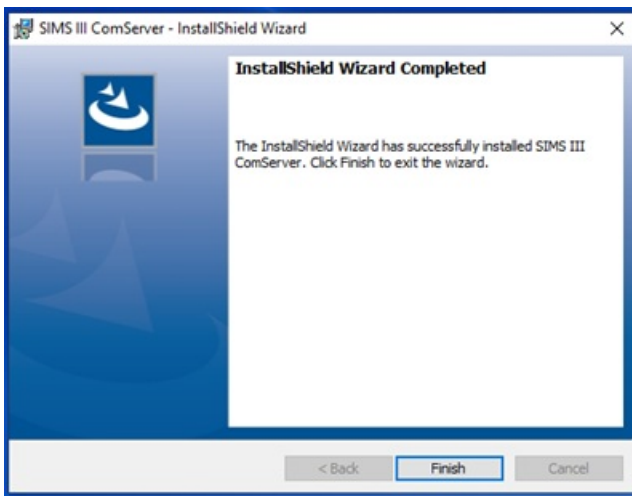 SIMS III ComServer - InstallShield Wizard
InstallShield Wizard Completed
The InstallShield Wizard has successfully installed SIMS III
ComServer. Click Finish to exit the wizard.
< Back Finish Cancel